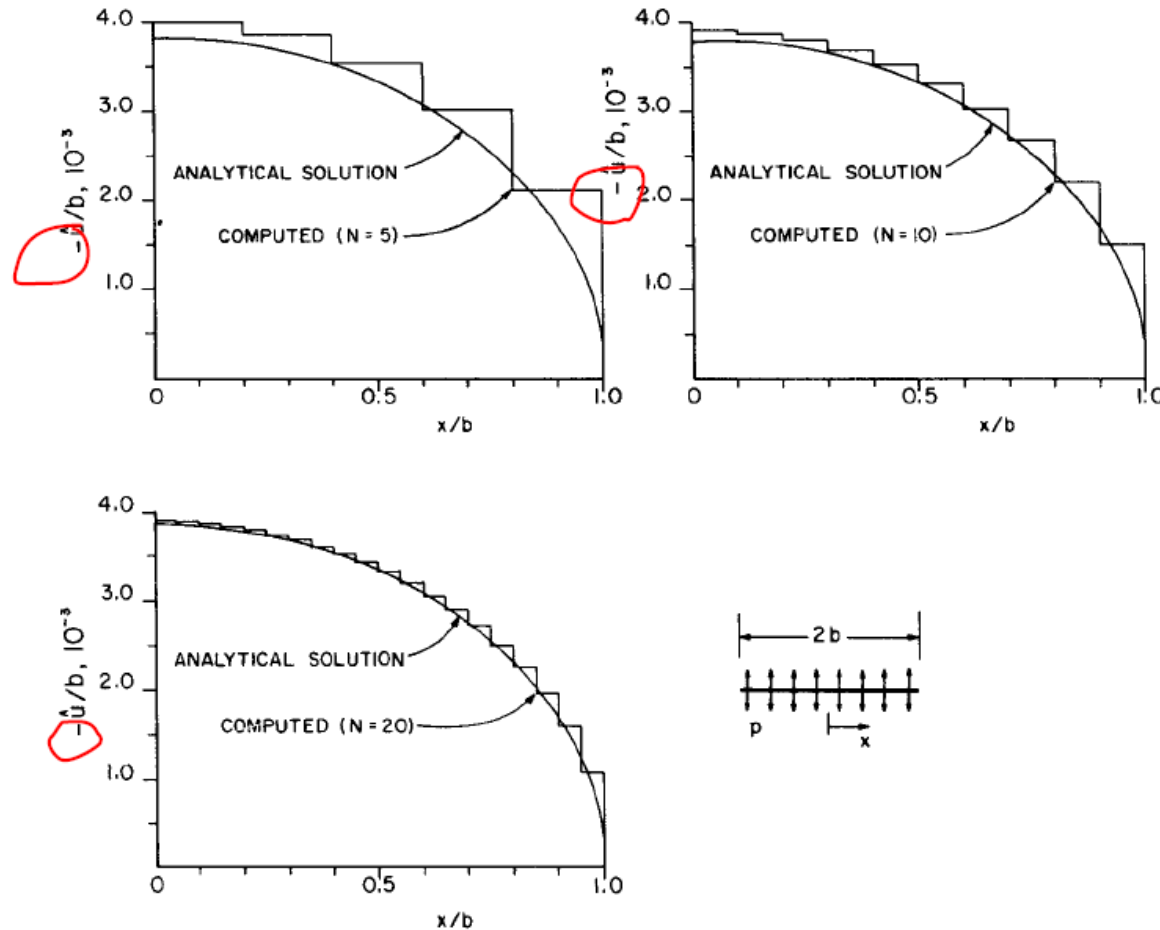 4.0
3.0
2.0
1.0
-û/b, 10⁻³
ANALYTICAL SOLUTION
COMPUTED (N = 5)
0
0.5
1.0
x/b
4.0
3.0
2.0
1.0
-û/b, 10⁻³
ANALYTICAL SOLUTION
COMPUTED (N = 10)
0
0.5
1.0
x/b
4.0
3.0
2.0
1.0
-û/b, 10⁻³
ANALYTICAL SOLUTION
COMPUTED (N = 20)
0
0.5
1.0
x/b
2b
p
x